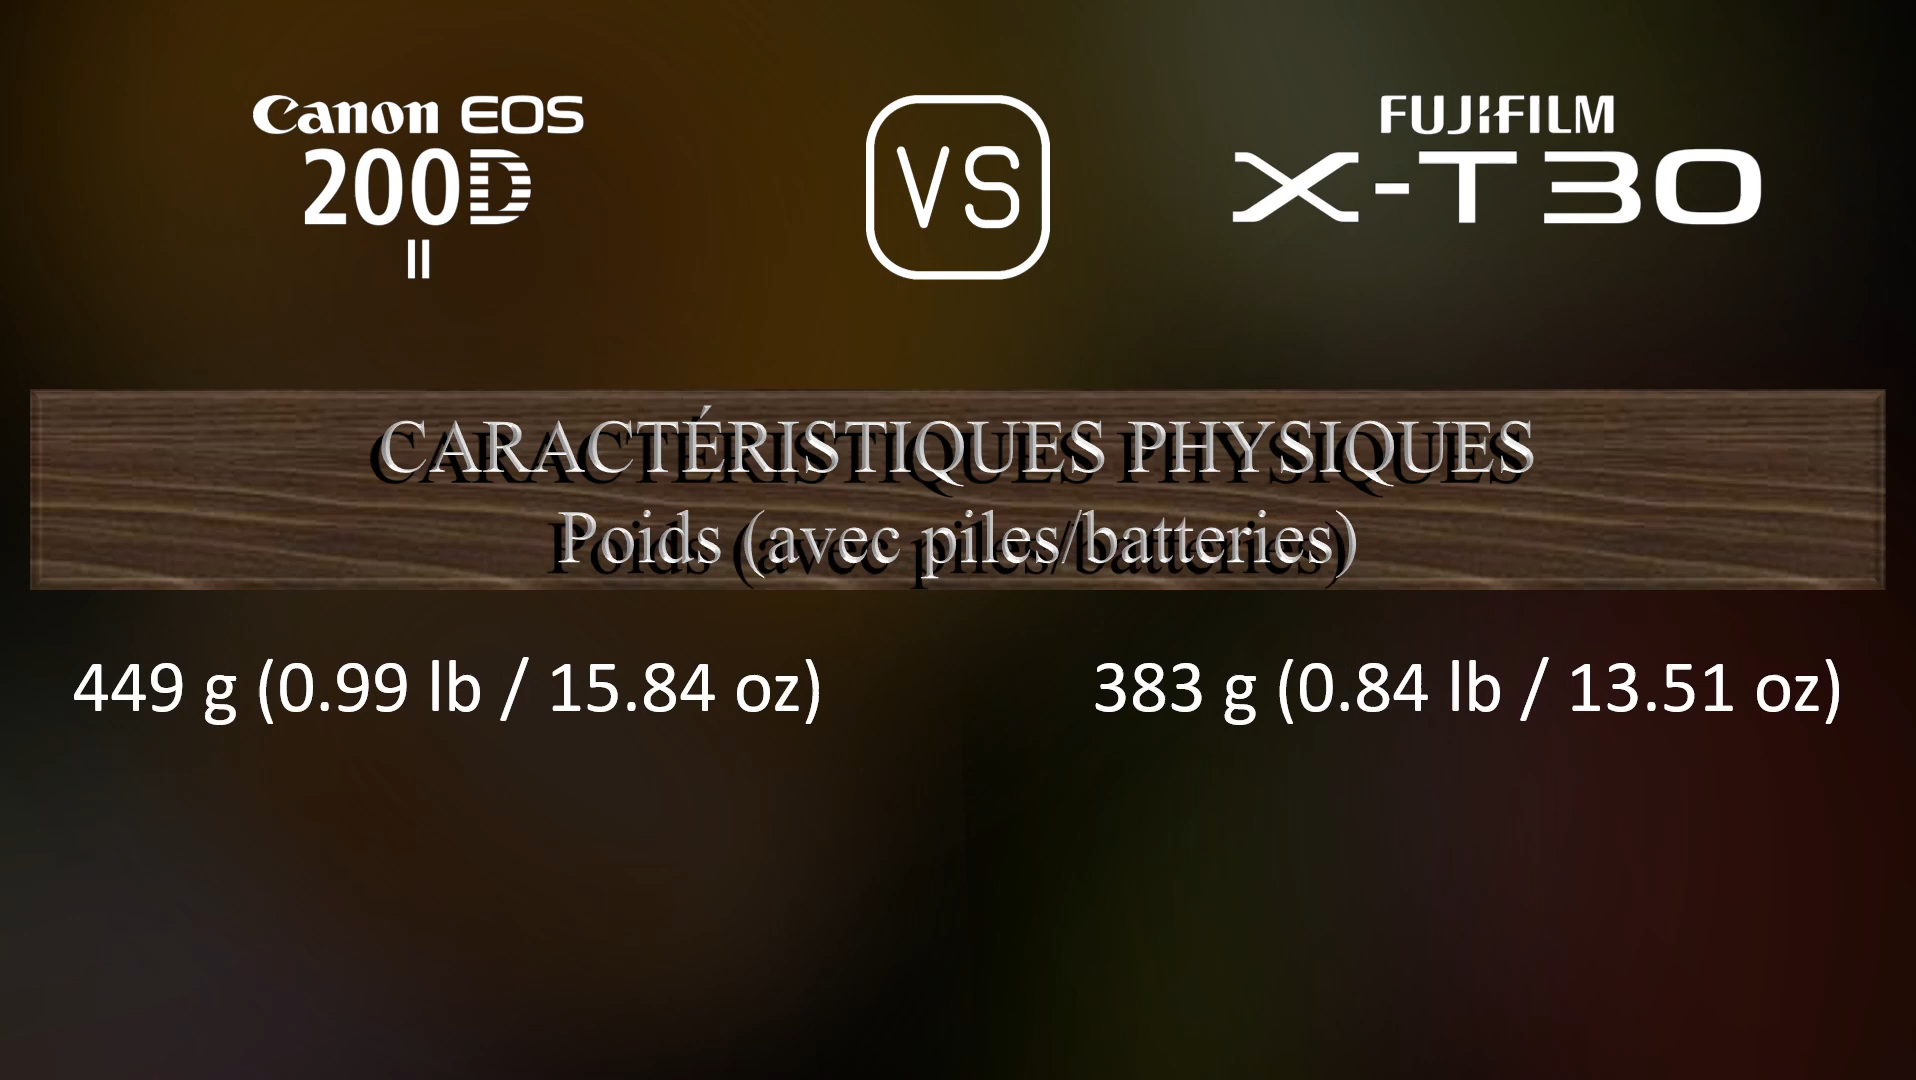 Canon EOS
200D
II
VS
FUJIFILM
X-T30
CARACTÉRISTIQUES PHYSIQUES
Poids (avec piles/batteries)
449 g (0.99 lb / 15.84 oz)
383 g (0.84 lb / 13.51 oz)